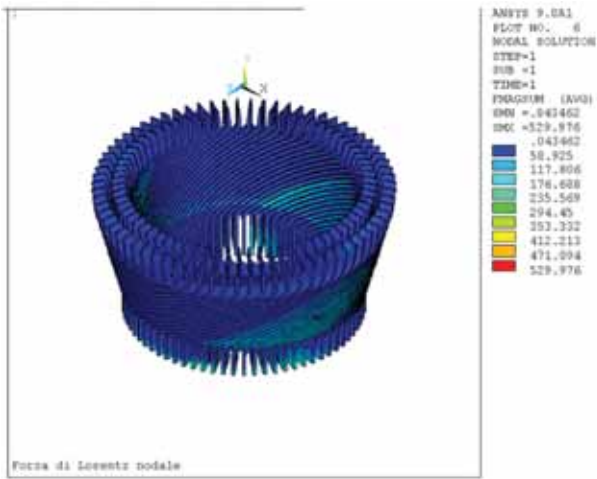 1
ANSYS 9.0A1
PLOT NO. 6
NODAL SOLUTION
STEP=1
SUB =1
TIME=1
FMAGSUM (AVG)
SMN =.043462
SMX =529.976
.043462
58.925
117.806
176.688
235.569
294.45
353.332
412.213
471.094
529.976
X
Forza di Lorentz nodale